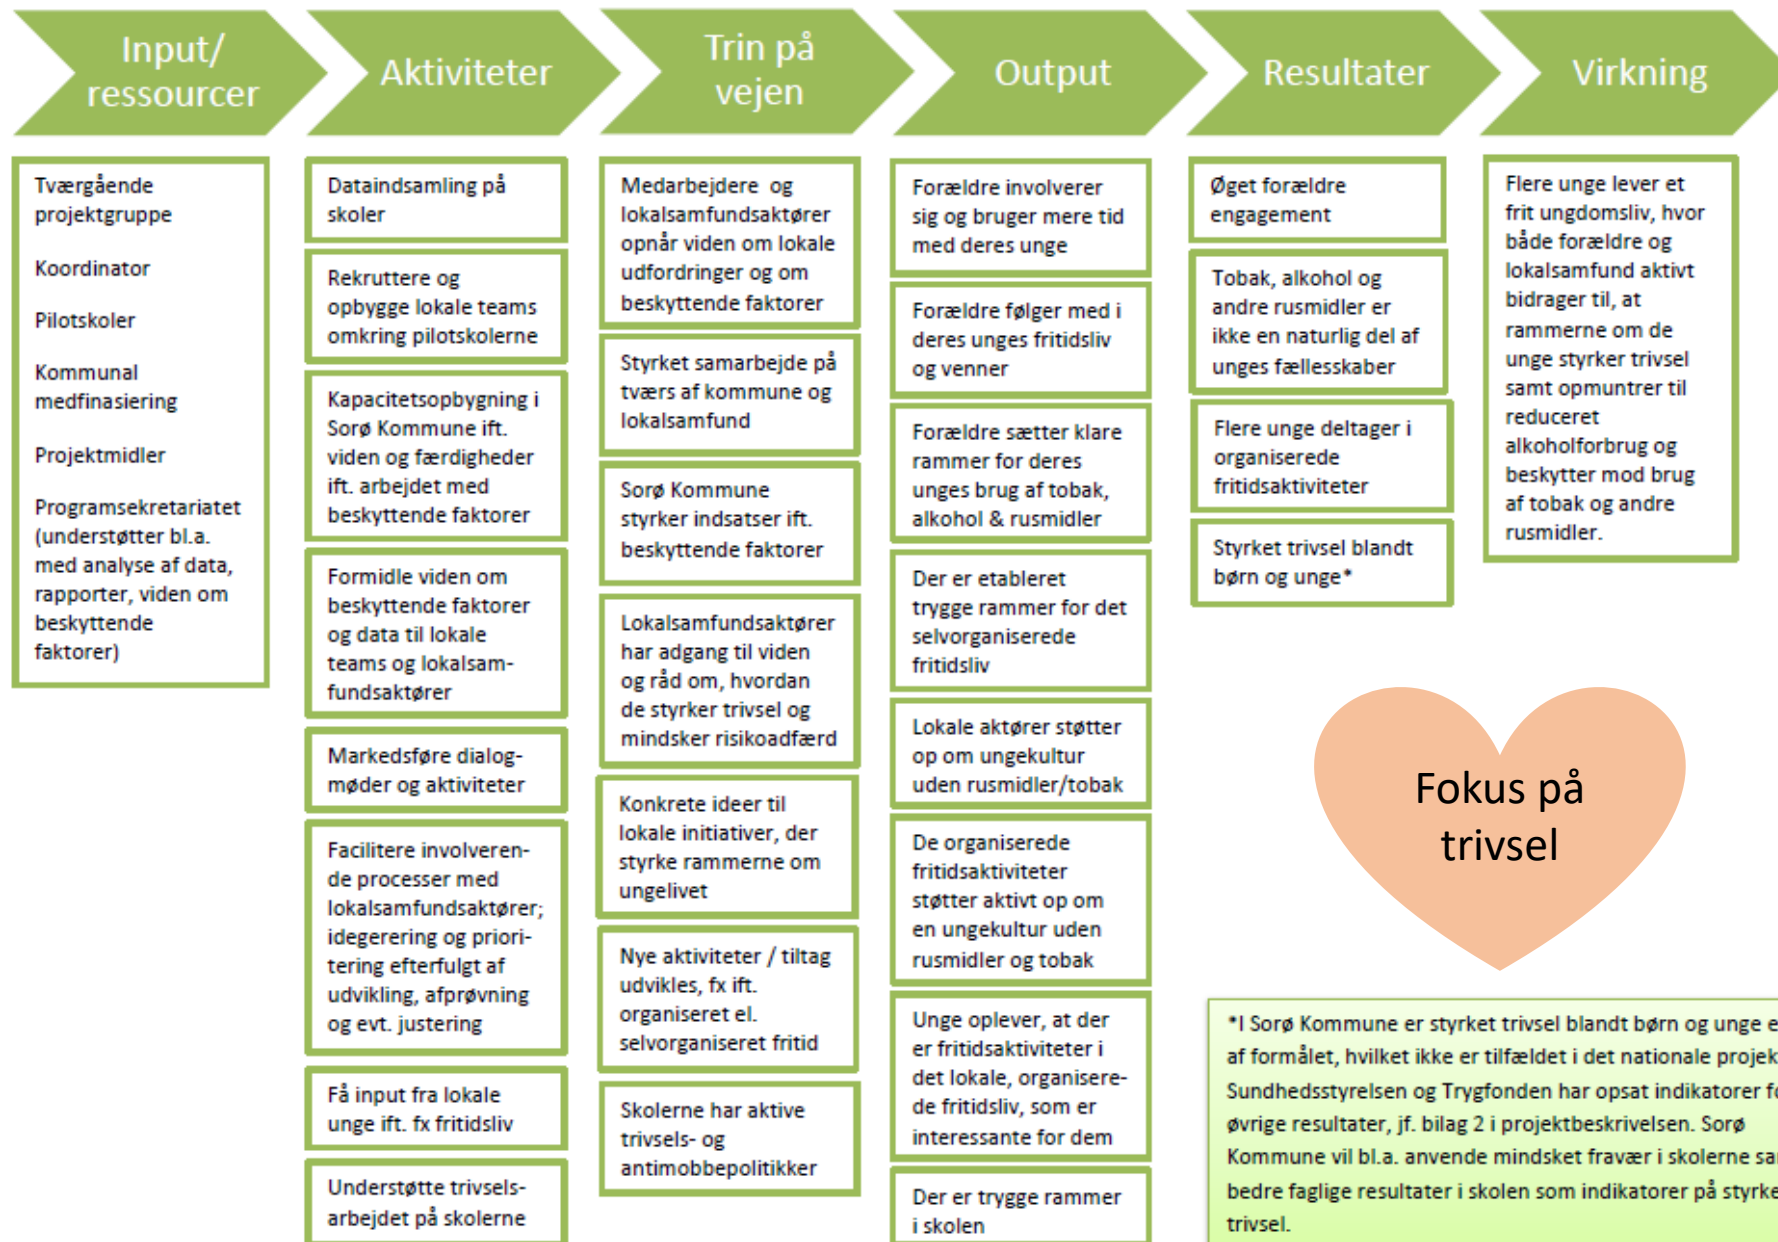 Input/
ressourcer
Aktiviteter
Trin på
vejen
Output
Resultater
Virkning
Tværgående
projektgruppe
Koordinator
Pilotskoler
Kommunal
medfinasiering
Projektmidler
Programsekretariatet
(understøtter bl.a.
med analyse af data,
rapporter, viden om
beskyttende
faktorer)
Dataindsamling på
skoler
Rekruttere og
opbygge lokale teams
omkring pilotskolerne
Kapacitetsopbygning i
Sorø Kommune ift.
viden og færdigheder
ift. arbejdet med
beskyttende faktorer
Formidle viden om
beskyttende faktorer
og data til lokale
teams og lokalsam-
fundsaktører
Markedsføre dialog-
møder og aktiviteter
Facilitere involveren-
de processer med
lokalsamfundsaktører;
idegerering og priori-
tering efterfulgt af
udvikling, afprøvning
og evt. justering
Få input fra lokale
unge ift. fx fritidsliv
Understøtte trivsels-
arbejdet på skolerne
Medarbejdere og
lokalsamfundsaktører
opnår viden om lokale
udfordringer og om
beskyttende faktorer
Styrket samarbejde på
tværs af kommune og
lokalsamfund
Sorø Kommune
styrker indsatser ift.
beskyttende faktorer
Lokalsamfundsaktører
har adgang til viden
og råd om, hvordan
de styrker trivsel og
mindsker risikoadfærd
Konkrete ideer til
lokale initiativer, der
styrke rammerne om
ungelivet
Nye aktiviteter / tiltag
udvikles, fx ift.
organiseret el.
selvorganiseret fritid
Skolerne har aktive
trivsels- og
antimobbepolitikker
Forældre involverer
sig og bruger mere tid
med deres unge
Forældre følger med i
deres unges fritidsliv
og venner
Forældre sætter klare
rammer for deres
unges brug af tobak,
alkohol & rusmidler
Der er etableret
trygge rammer for det
selvorganiserede
fritidsliv
Lokale aktører støtter
op om ungekultur
uden rusmidler/tobak
De organiserede
fritidsaktiviteter
støtter aktivt op om
en ungekultur uden
rusmidler og tobak
Unge oplever, at der
er fritidsaktiviteter i
det lokale, organisere-
de fritidsliv, som er
interessante for dem
Der er trygge rammer
i skolen
Øget forældre
engagement
Tobak, alkohol og
andre rusmidler er
ikke en naturlig del af
unges fællesskaber
Flere unge deltager i
organiserede
fritidsaktiviteter
Styrket trivsel blandt
børn og unge*
Flere unge lever et
frit ungdomsliv, hvor
både forældre og
lokalsamfund aktivt
bidrager til, at
rammerne om de
unge styrker trivsel
samt opmuntrer til
reduceret
alkoholforbrug og
beskytter mod brug
af tobak og andre
rusmidler.
Fokus på
trivsel
*I Sorø Kommune er styrket trivsel blandt børn og unge
af formålet, hvilket ikke er tilfældet i det nationale
Sundhedsstyrelsen og Trygfonden har opsat indikatorer
øvrige resultater, jf. bilag 2 i projektbeskrivelsen. Sorø
Kommune vil bl.a. anvende mindsket fravær i skolerne
bedre faglige resultater i skolen som indikatorer på
trivsel.